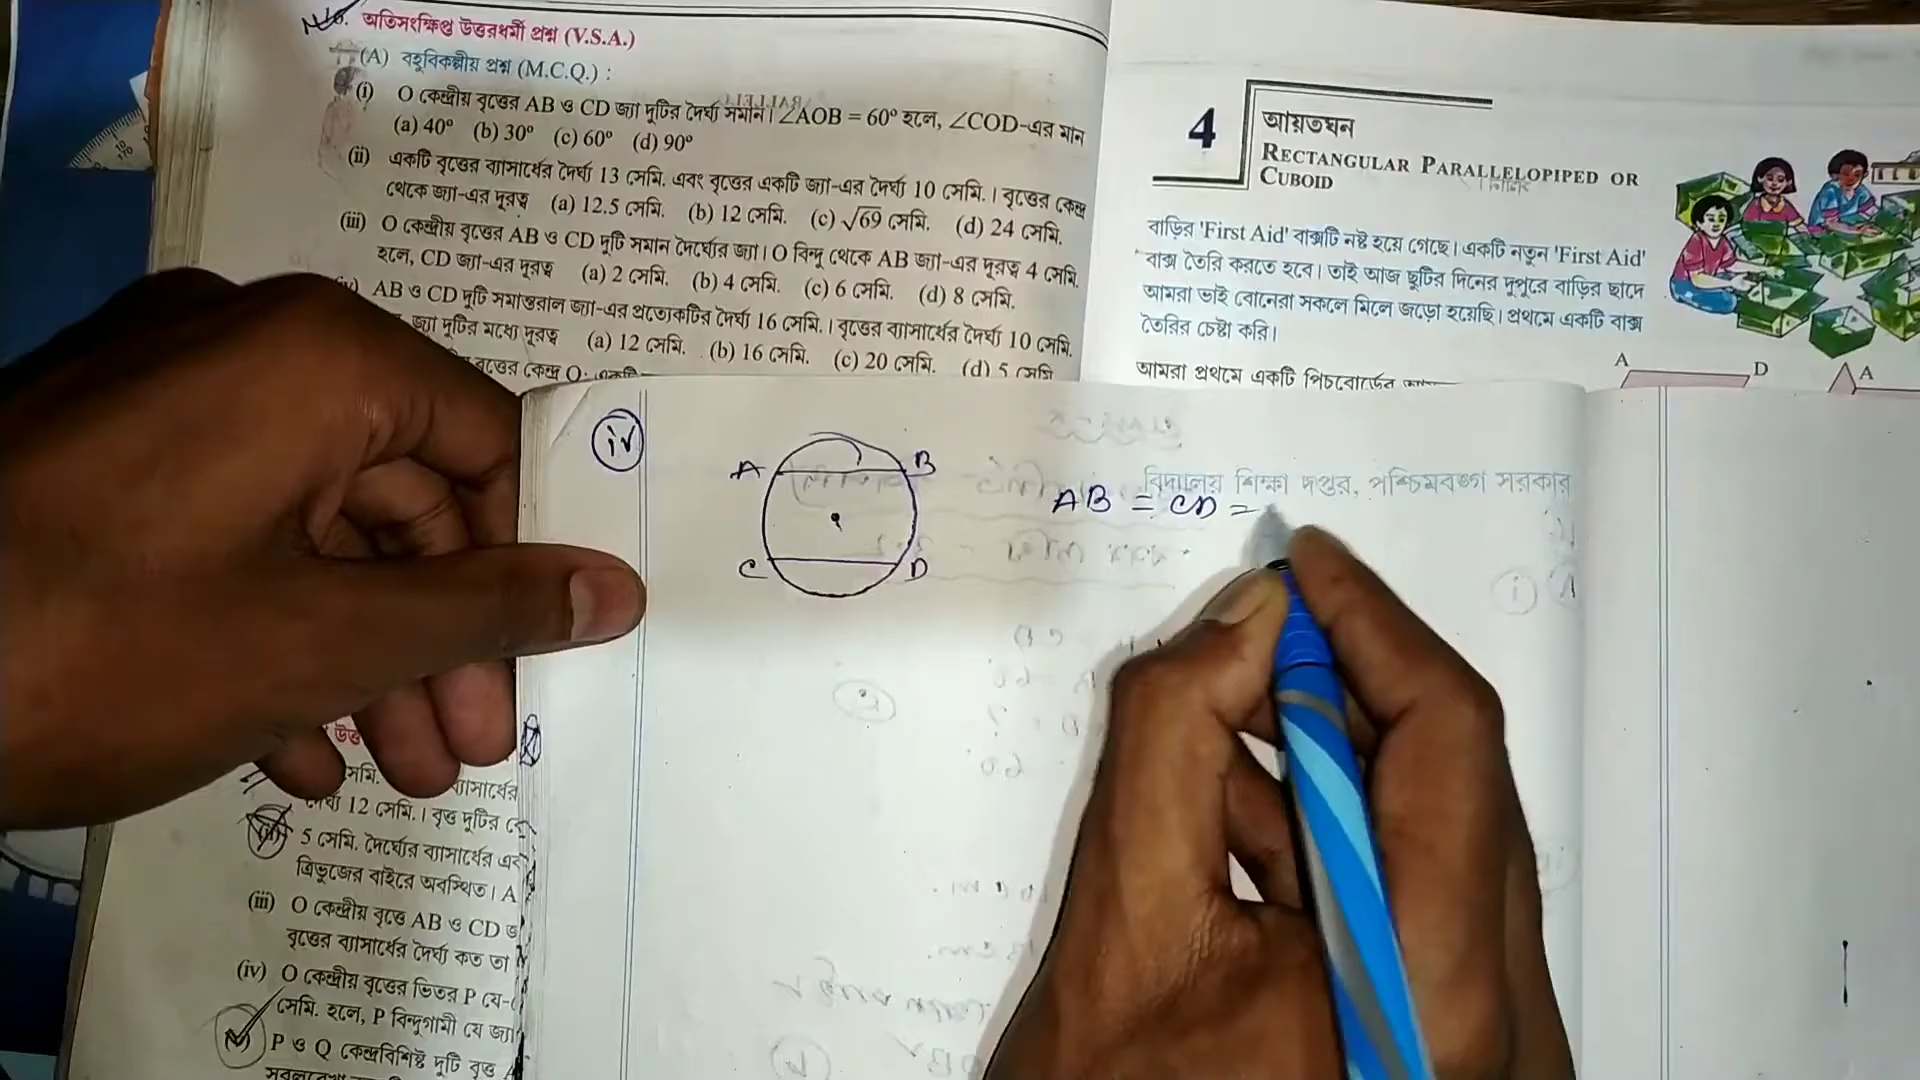 অতিসংক্ষিপ্ত উত্তরধর্মী প্রশ্ন (V.S.A.)
(A) বহুবিকল্পীয় প্রশ্ন (M.C.Q.) :
(i) O কেন্দ্রীয় বৃত্তের AB ও CD জ্যা দুটির দৈর্ঘ্য সমান। ∠AOB = 60° হলে, ∠COD-এর মান
(a) 40° (b) 30° (c) 60° (d) 90°
(ii) একটি বৃত্তের ব্যাসার্ধের দৈর্ঘ্য 13 সেমি. এবং বৃত্তের একটি জ্যা-এর দৈর্ঘ্য 10 সেমি.। বৃত্তের কেন্দ্র
থেকে জ্যা-এর দূরত্ব (a) 12.5 সেমি. (b) 12 সেমি. (c) √69 সেমি. (d) 24 সেমি.
(iii) O কেন্দ্রীয় বৃত্তের AB ও CD দুটি সমান দৈর্ঘ্যের জ্যা। O বিন্দু থেকে AB জ্যা-এর দূরত্ব 4 সেমি.
হলে, CD জ্যা-এর দূরত্ব (a) 2 সেমি. (b) 4 সেমি. (c) 6 সেমি. (d) 8 সেমি.
AB ও CD দুটি সমান্তরাল জ্যা-এর প্রত্যেকটির দৈর্ঘ্য 16 সেমি.। বৃত্তের ব্যাসার্ধের দৈর্ঘ্য 10 সেমি.
জ্যা দুটির মধ্যে দূরত্ব (a) 12 সেমি. (b) 16 সেমি. (c) 20 সেমি. (d) 5 সেমি
বৃত্তের কেন্দ্র O; একটি
4 আয়তঘন
RECTANGULAR PARALLELOPIPED OR
CUBOID
বাড়ির 'First Aid' বাক্সটি নষ্ট হয়ে গেছে। একটি নতুন 'First Aid'
বাক্স তৈরি করতে হবে। তাই আজ ছুটির দিনের দুপুরে বাড়ির ছাদে
আমরা ভাই বোনেরা সকলে মিলে জড়ো হয়েছি। প্রথমে একটি বাক্স
তৈরির চেষ্টা করি।
আমরা প্রথমে একটি পিচবোর্ডের
A D A
iv
A B
C D
AB = CD =
বিদ্যালয় শিক্ষা দপ্তর, পশ্চিমবঙ্গ সরকার
সেমি. ব্যাসার্ধের
12 সেমি.। বৃত্ত দুটির
5 সেমি. দৈর্ঘ্যের ব্যাসার্ধের
ত্রিভুজের বাইরে অবস্থিত। A
(iii) O কেন্দ্রীয় বৃত্তে AB ও CD
বৃত্তের ব্যাসার্ধের দৈর্ঘ্য কত তা
(iv) O কেন্দ্রীয় বৃত্তের ভিতর P যে-
সেমি. হলে, P বিন্দুগামী যে জ্যা
P ও Q কেন্দ্রবিশিষ্ট দুটি বৃত্ত